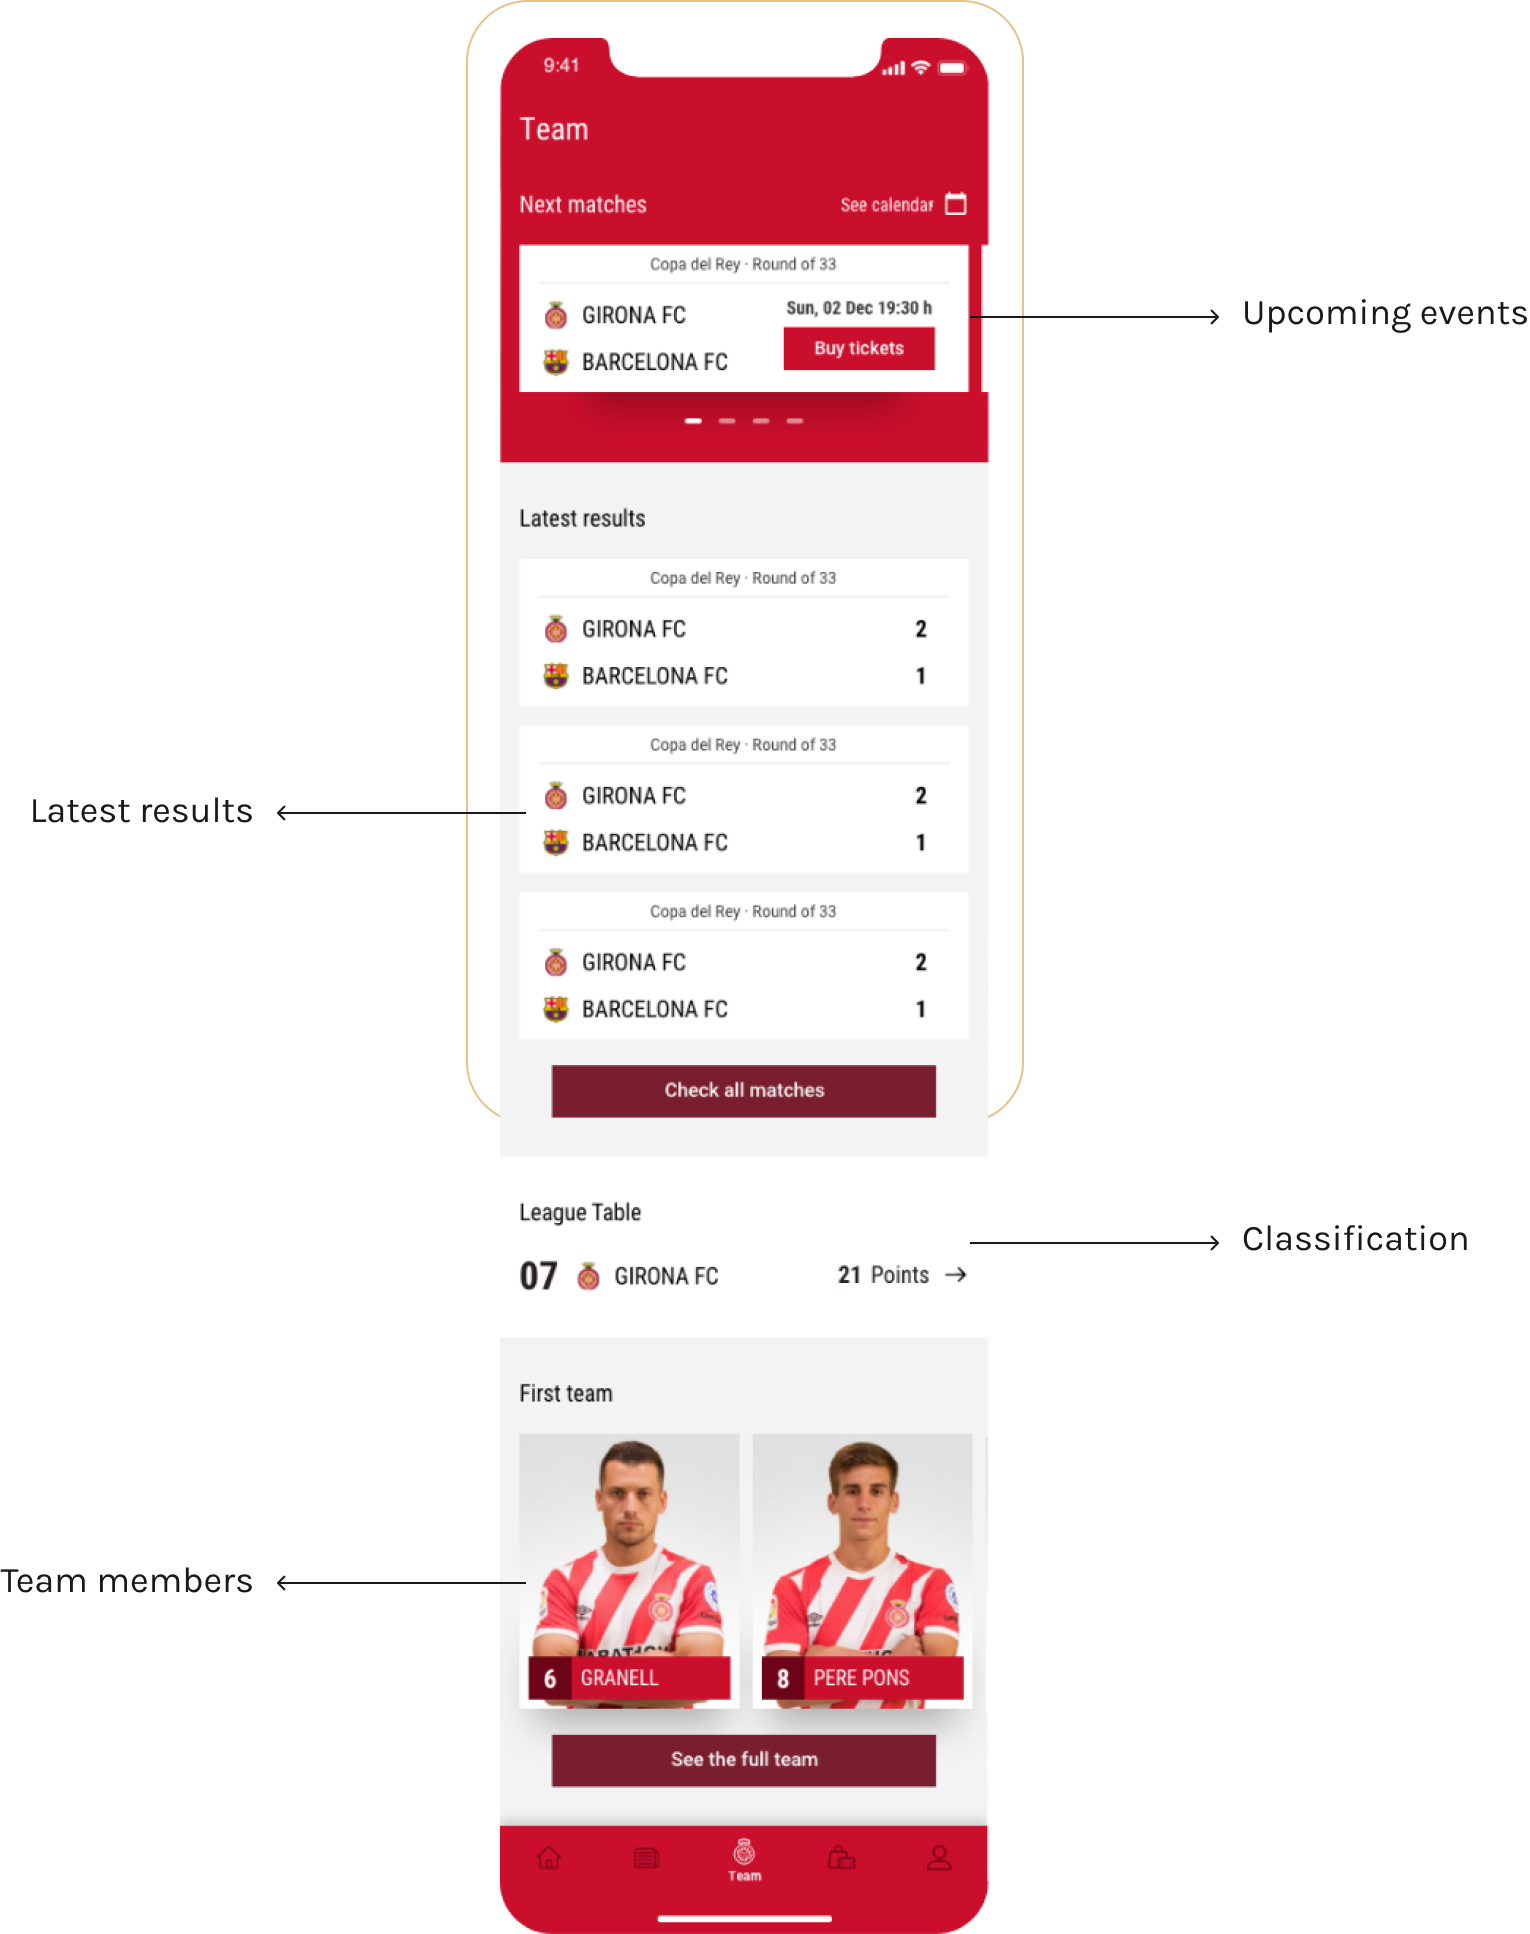 9:41
Team
Next matches
See calendar
Copa del Rey · Round of 33
GIRONA FC
Sun, 02 Dec 19:30 h
BARCELONA FC
Buy tickets
Upcoming events
Latest results
Copa del Rey · Round of 33
GIRONA FC 2
BARCELONA FC 1
Copa del Rey · Round of 33
GIRONA FC 2
Latest results
BARCELONA FC 1
Copa del Rey · Round of 33
GIRONA FC 2
BARCELONA FC 1
Check all matches
League Table
Classification
07 GIRONA FC 21 Points
First team
Team members
6 GRANELL
8 PERE PONS
See the full team
Team